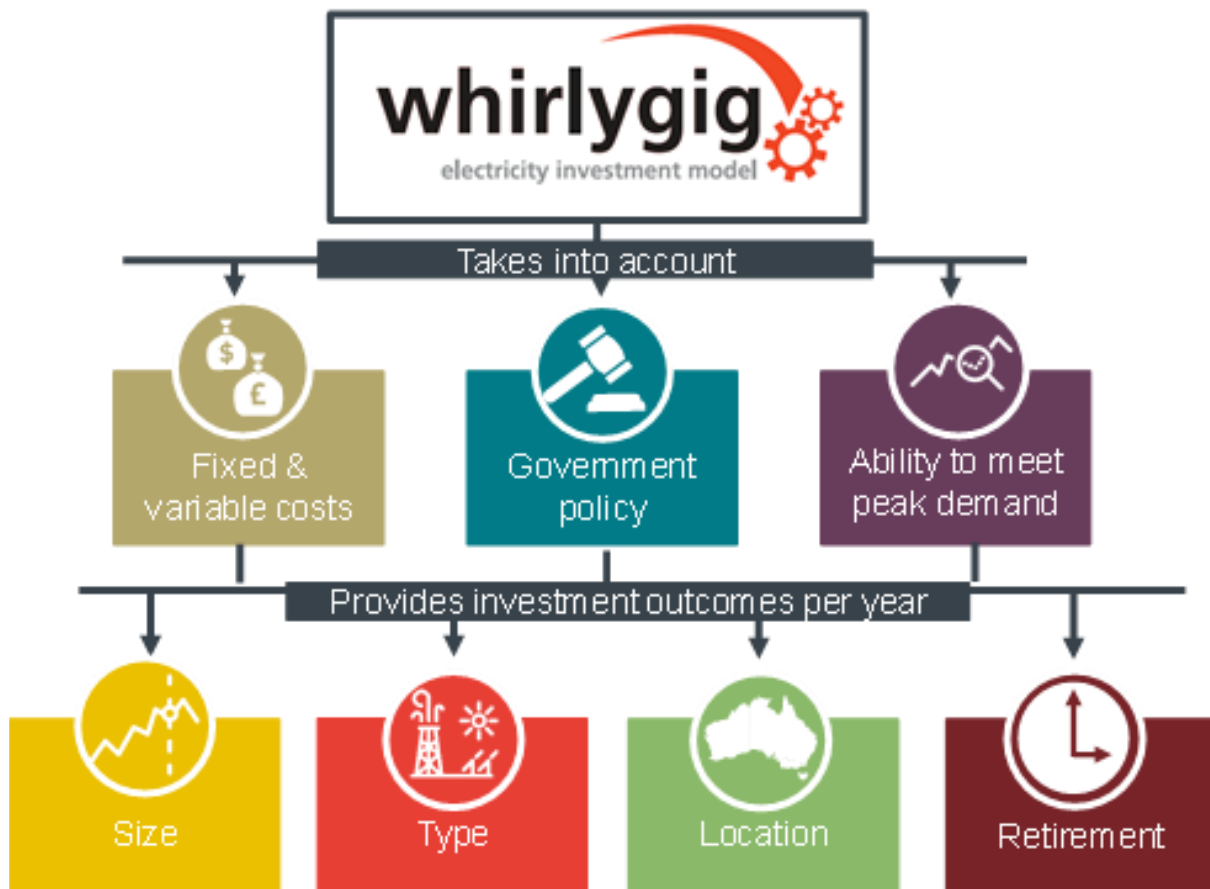 whirlygig
electricity investment model
Takes into account
$
£
Fixed &
variable costs
Government
policy
Ability to meet
peak demand
Provides investment outcomes per year
Size
Type
Location
Retirement